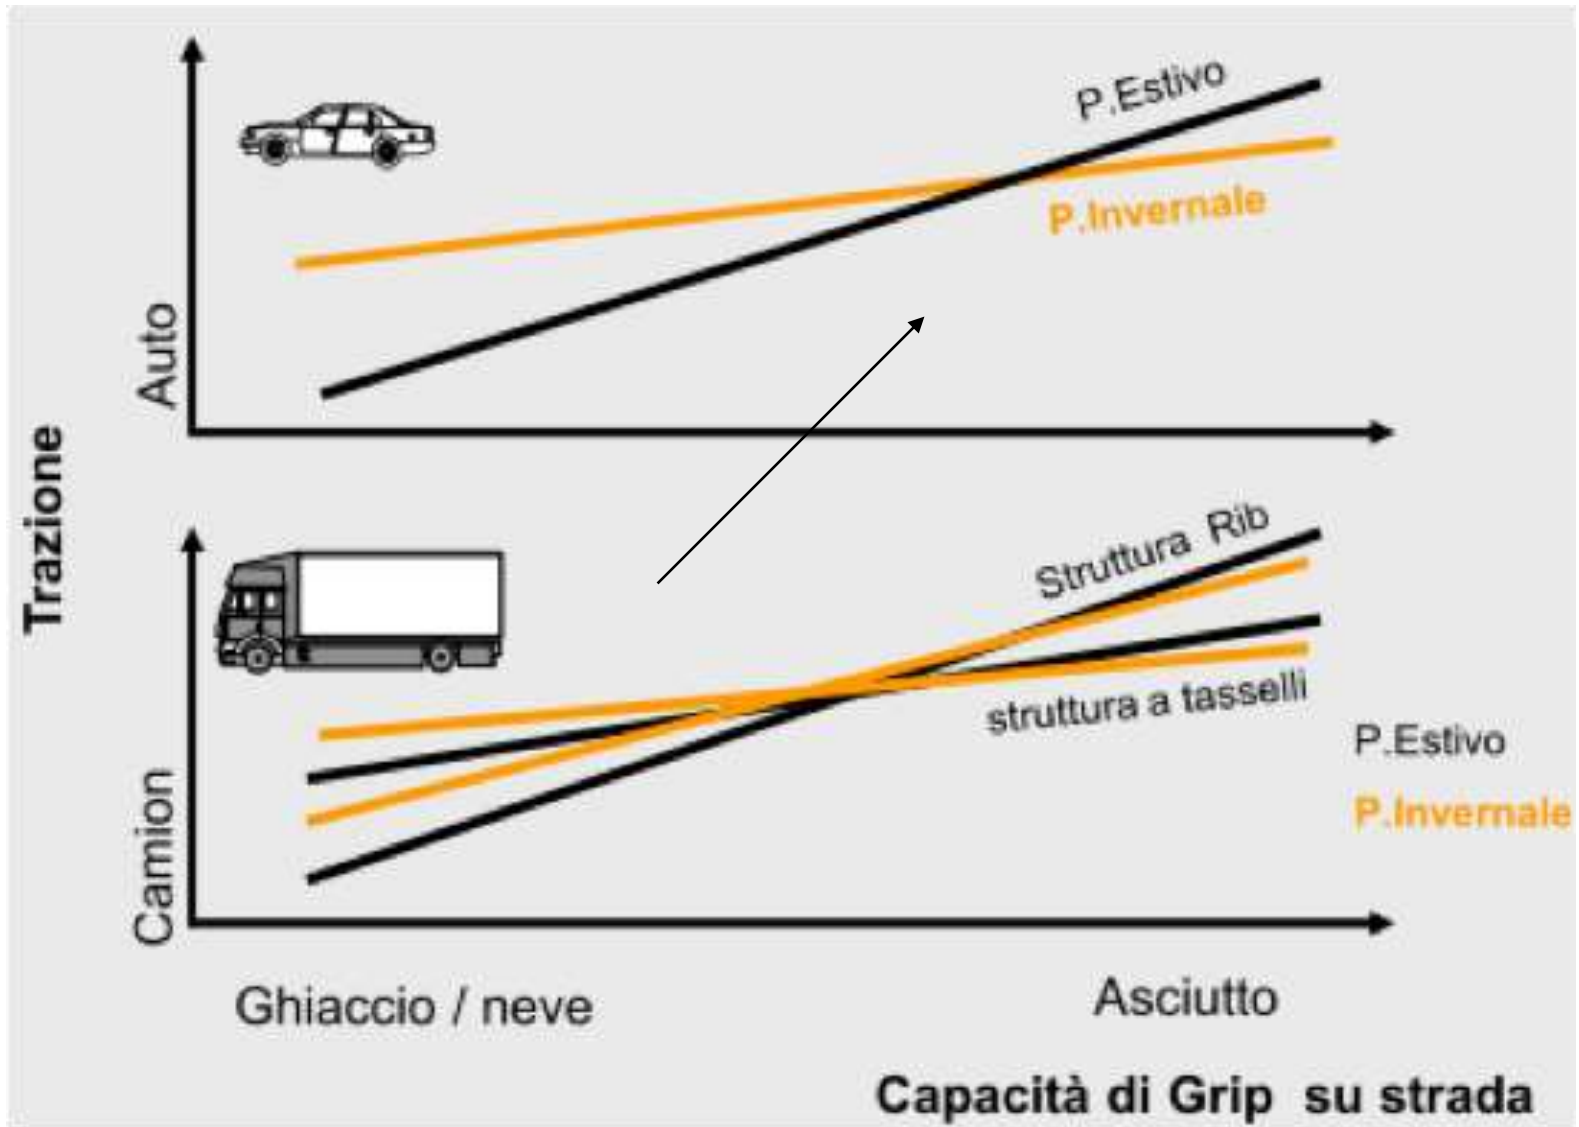 P.Estivo
P.Invernale
Auto
Trazione
Struttura Rib
struttura a tasselli
P.Estivo
P.Invernale
Camion
Ghiaccio / neve
Asciutto
Capacità di Grip su strada